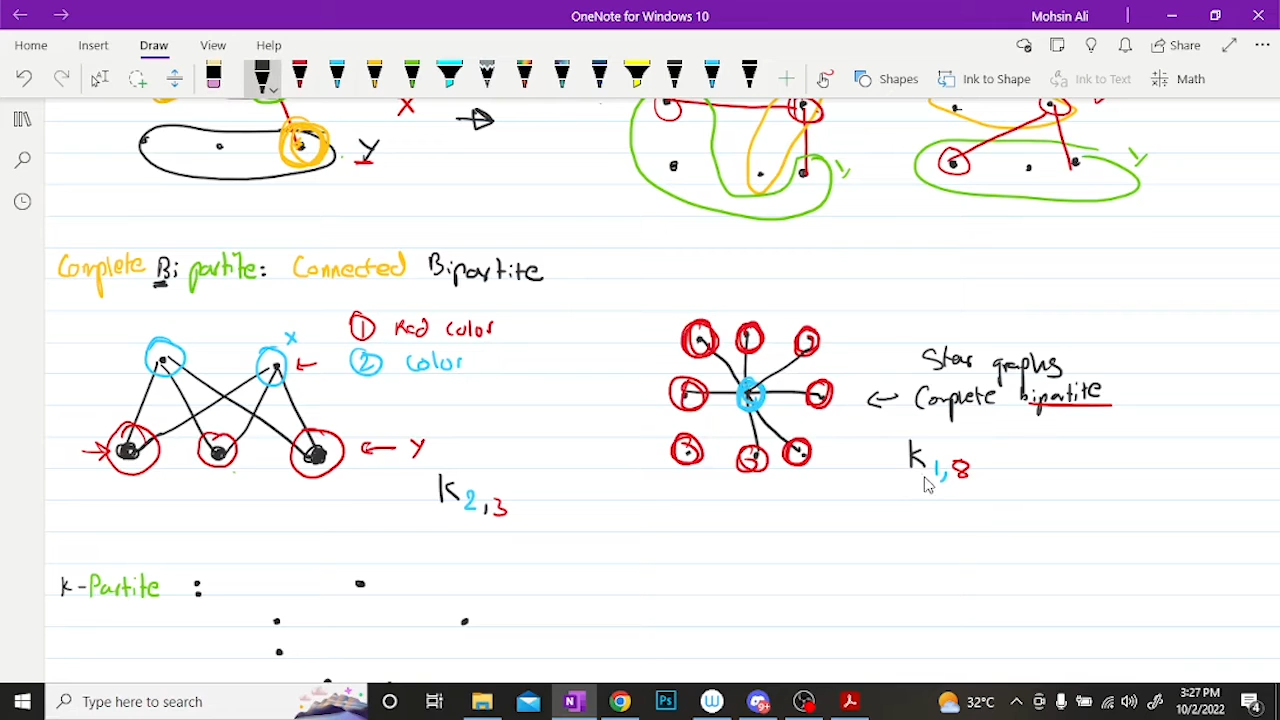 OneNote for Windows 10
Mohsin Ali
Home Insert Draw View Help
Share
Shapes Ink to Shape Ink to Text Math
X
Y
Y
Y
Complete Bipartite: Connected Bipartite
X
① Red color
② Color
Y
K2,3
Star graphs
Complete bipartite
K1,8
k-Partite :
Type here to search
32°C
3:27 PM
10/2/2022